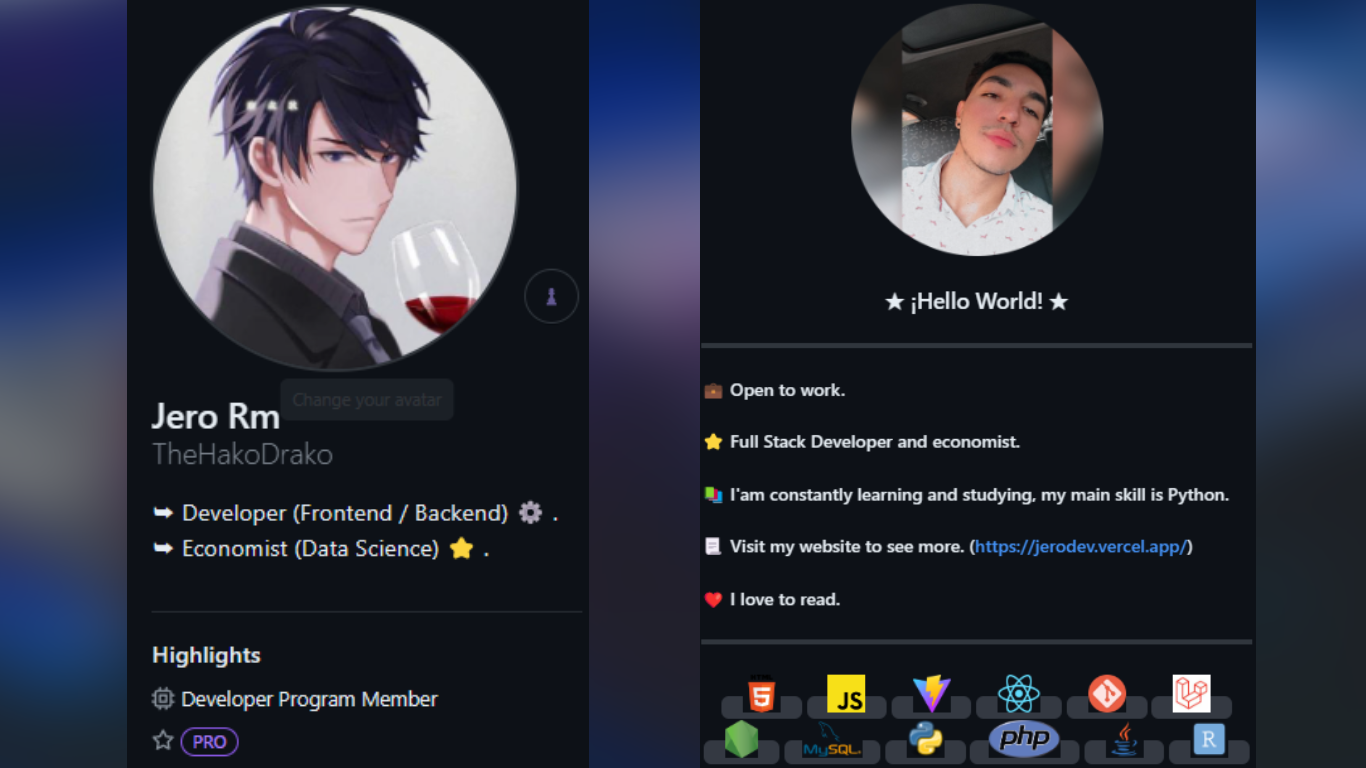 Change your avatar
Jero Rm
TheHakoDrako
Developer (Frontend / Backend) .
Economist (Data Science) .
Highlights
Developer Program Member
PRO
★ ¡Hello World! ★
Open to work.
Full Stack Developer and economist.
I'am constantly learning and studying, my main skill is Python.
Visit my website to see more. (https://jerodev.vercel.app/)
I love to read.
HTML
5
JS
MySQL
php
R